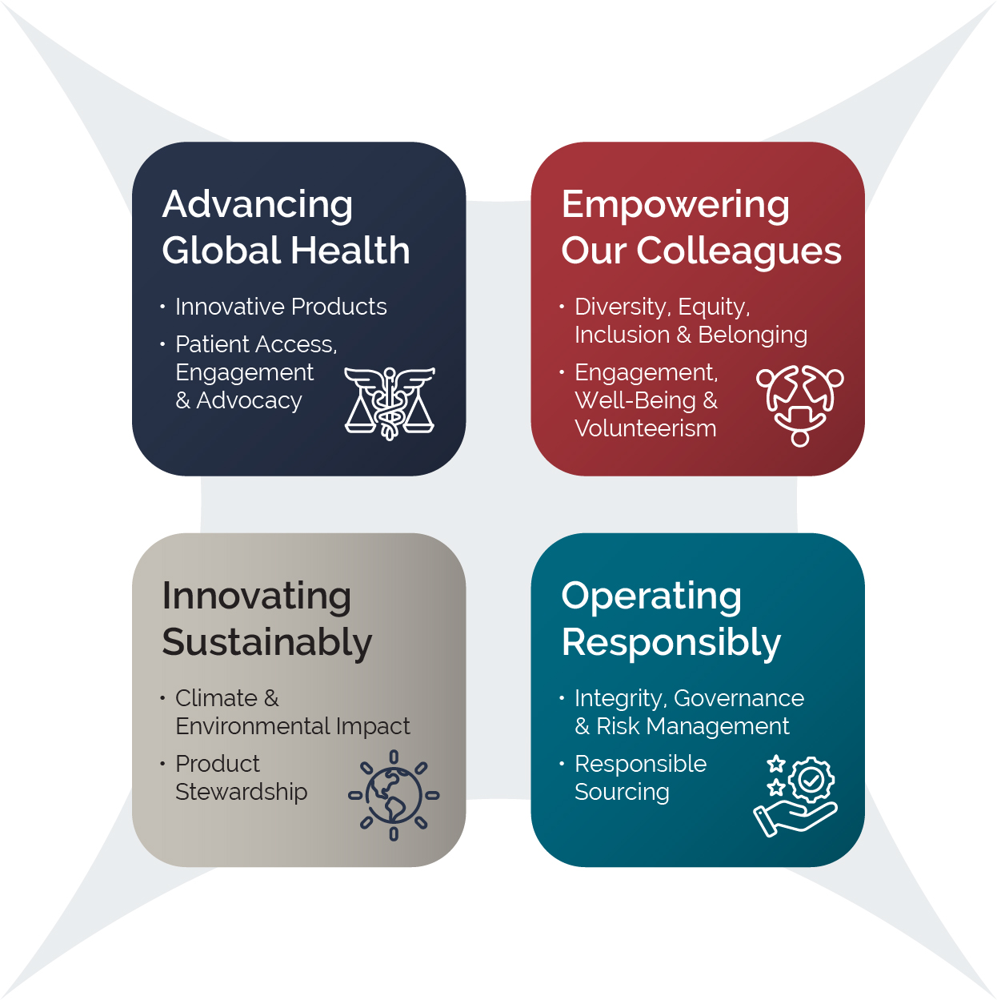 Advancing
Global Health
• Innovative Products
• Patient Access,
Engagement
& Advocacy
Empowering
Our Colleagues
• Diversity, Equity,
Inclusion & Belonging
• Engagement,
Well-Being &
Volunteerism
Innovating
Sustainably
• Climate &
Environmental Impact
• Product
Stewardship
Operating
Responsibly
• Integrity, Governance
& Risk Management
• Responsible
Sourcing